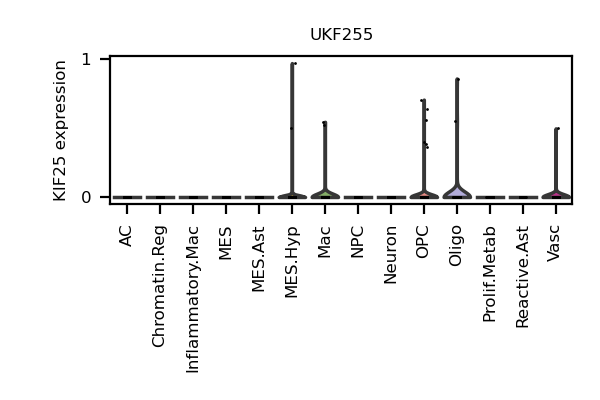 UKF255
KIF25 expression
1
0
AC
Chromatin.Reg
Inflammatory.Mac
MES
MES.Ast
MES.Hyp
Mac
NPC
Neuron
OPC
Oligo
Prolif.Metab
Reactive.Ast
Vasc